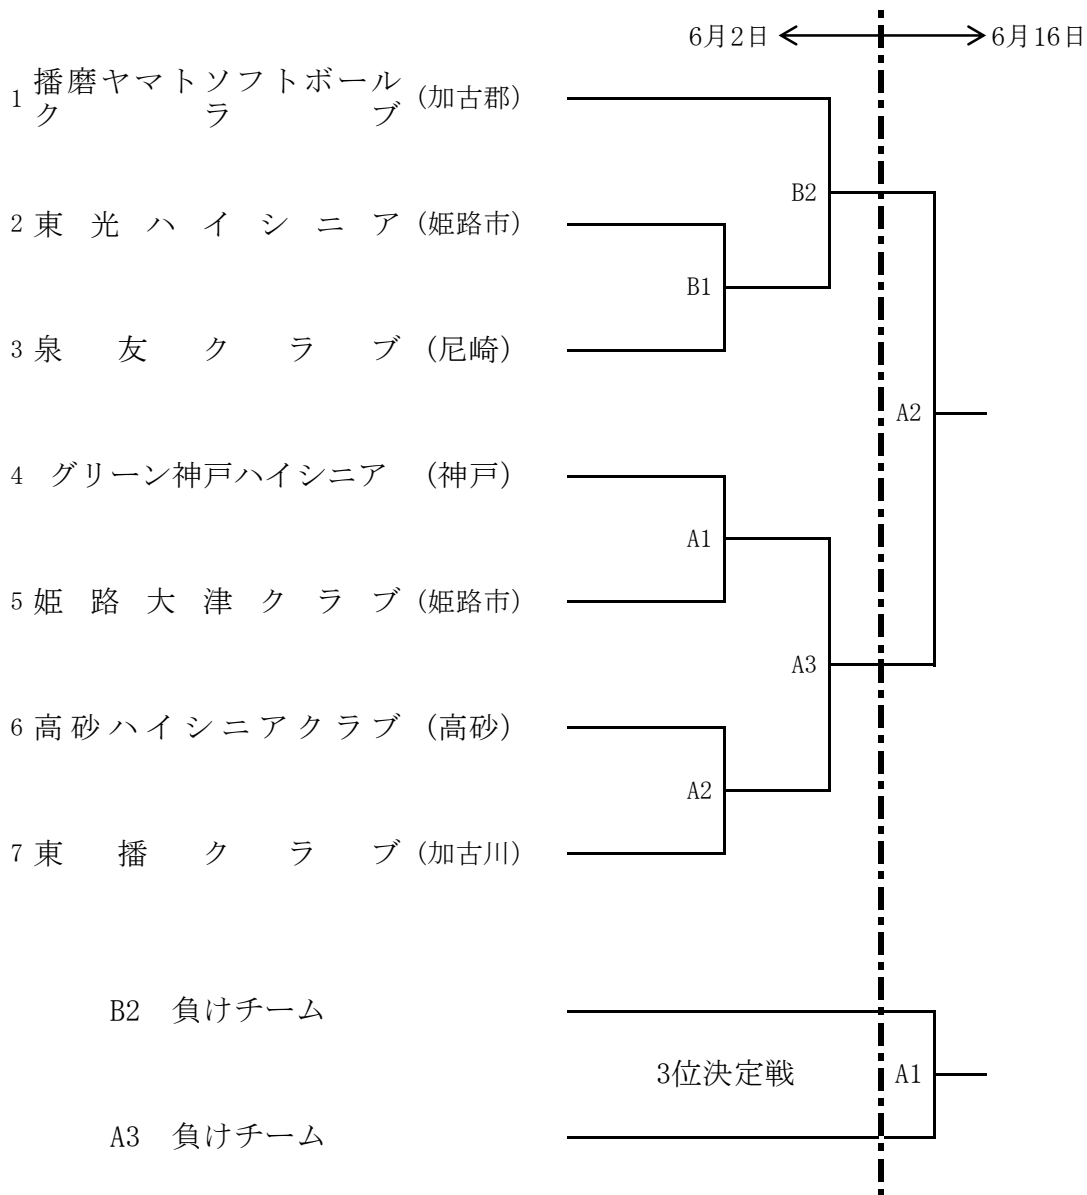 6月2日 6月16日
1 播磨ヤマトソフトボール
クラブ (加古郡)
B2
2 東光ハイシニア (姫路市)
B1
3 泉友クラブ (尼崎)
A2
4 グリーン神戸ハイシニア (神戸)
A1
5 姫路大津クラブ (姫路市)
A3
6 高砂ハイシニアクラブ (高砂)
A2
7 東播クラブ (加古川)
B2 負けチーム
3位決定戦 A1
A3 負けチーム